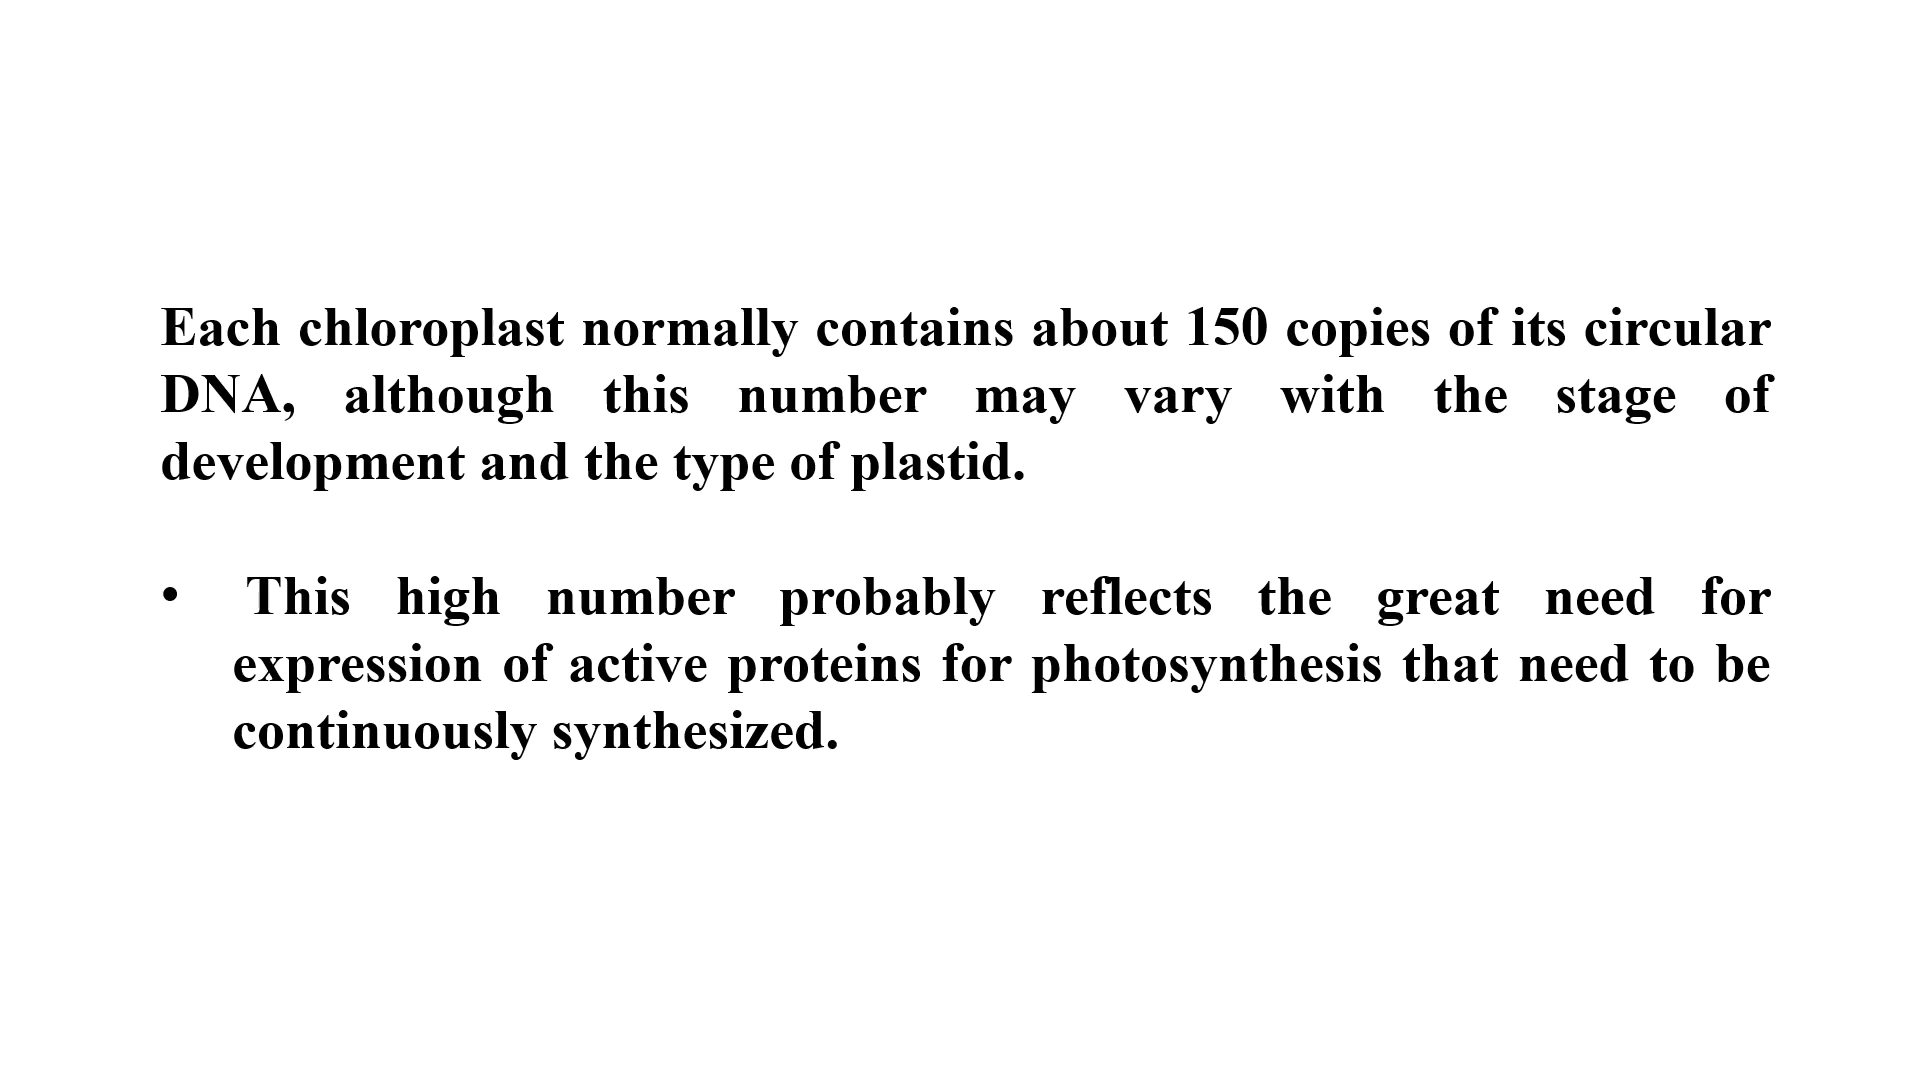 Each chloroplast normally contains about 150 copies of its circular
DNA, although this number may vary with the stage of
development and the type of plastid.
• This high number probably reflects the great need for
expression of active proteins for photosynthesis that need to be
continuously synthesized.